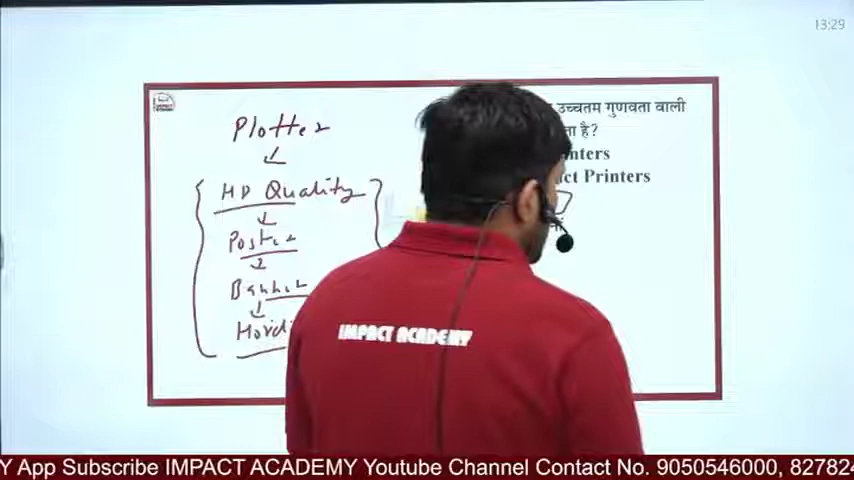 13:29
Plotter
HD Quality
Poster
Banner
उच्चतम गुणवता वाली
ता है?
inters
ct Printers
IMPACT ACADEMY
Y App Subscribe IMPACT ACADEMY Youtube Channel Contact No. 9050546000, 82782